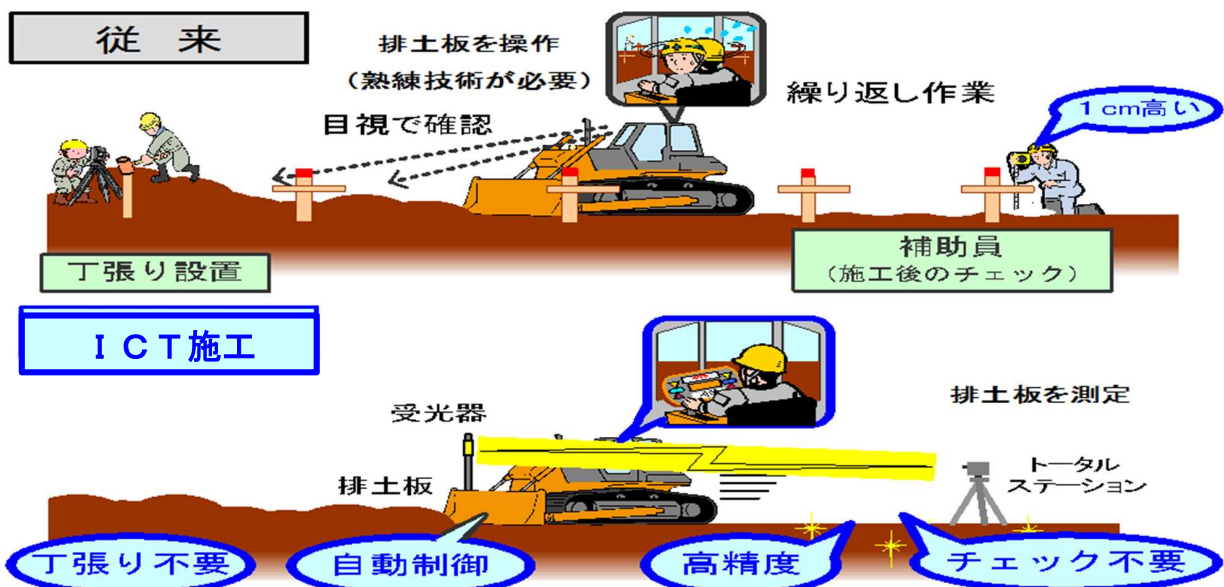 従 来
排土板を操作
（熟練技術が必要）
繰り返し作業
1cm高い
目視で確認
丁張り設置
補助員
（施工後のチェック）
ＩＣＴ施工
受光器
排土板を測定
排土板
トータル
ステーション
丁張り不要
自動制御
高精度
チェック不要